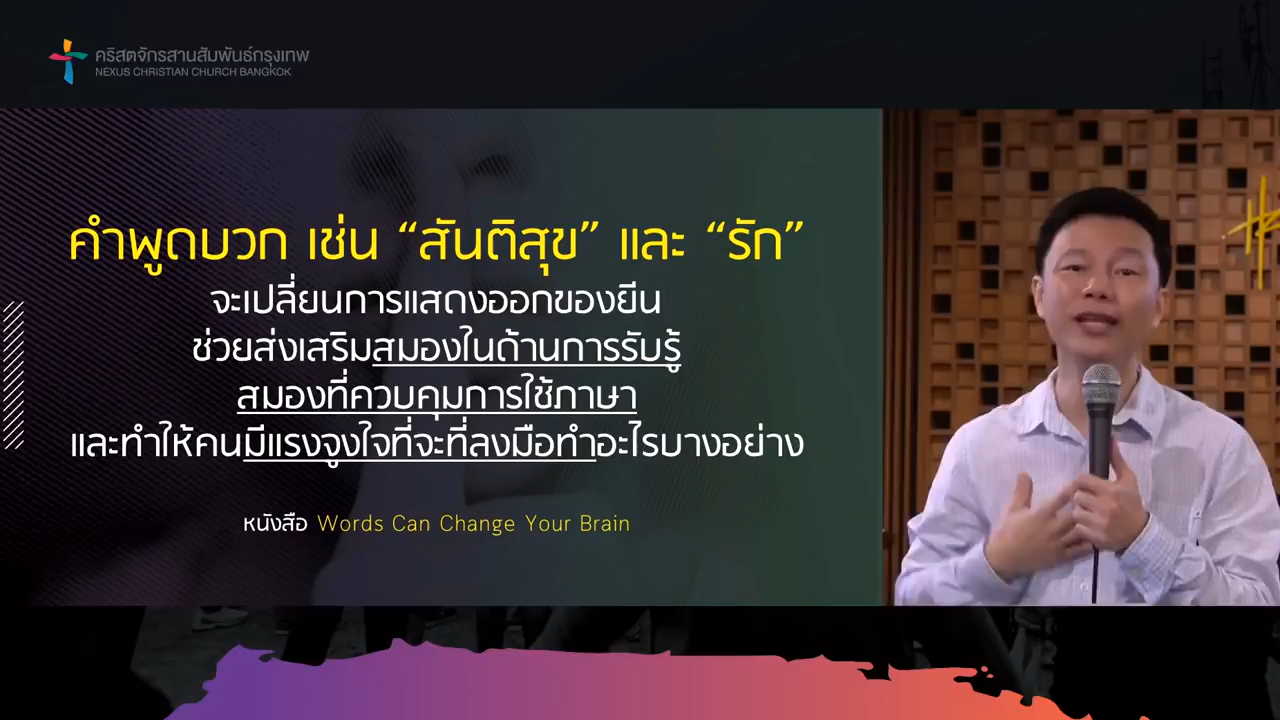 คริสตจักรสานสัมพันธ์กรุงเทพ
NEXUS CHRISTIAN CHURCH BANGKOK
คำพูดบวก เช่น “สันติสุข” และ “รัก”
จะเปลี่ยนการแสดงออกของยีน
ช่วยส่งเสริมสมองในด้านการรับรู้
สมองที่ควบคุมการใช้ภาษา
และทำให้คนมีแรงจูงใจที่จะที่ลงมือทำอะไรบางอย่าง
หนังสือ Words Can Change Your Brain